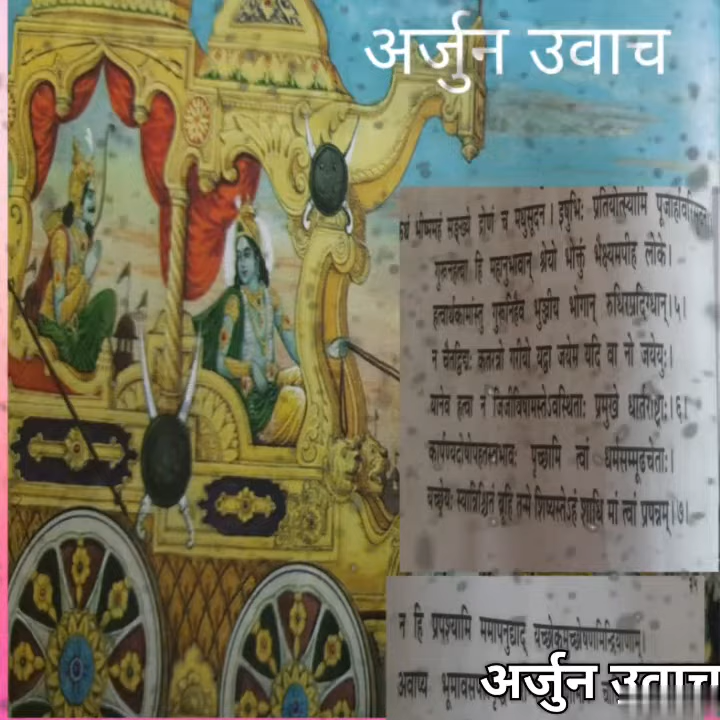 अर्जुन उवाच
कथं भीष्ममहं सङ्ख्ये द्रोणं च मधुसूदन। इषुभिः प्रतियोत्स्यामि
गुरूनहत्वा हि महानुभावान् श्रेयो भोक्तुं भैक्ष्यमपीह लोके।
हत्वार्थकामांस्तु गुरूनिहैव भुञ्जीय भोगान् रुधिरप्रदिग्धान्।५।
न चैतद्विद्मः कतरन्नो गरीयो यद्वा जयेम यदि वा नो जयेयुः।
यानेव हत्वा न जिजीविषामस्तेऽवस्थिताः प्रमुखे धार्तराष्ट्राः।६।
कार्पण्यदोषोपहतस्वभावः पृच्छामि त्वां धर्मसम्मूढचेताः।
यच्छ्रेयः स्यान्निश्चितं ब्रूहि तन्मे शिष्यस्तेऽहं शाधि मां त्वां प्रपन्नम्।७।
न हि प्रपश्यामि ममापनुद्याद् यच्छोकमुच्छोषणमिन्द्रियाणाम्।
अवाप्य
अर्जुन उवाच